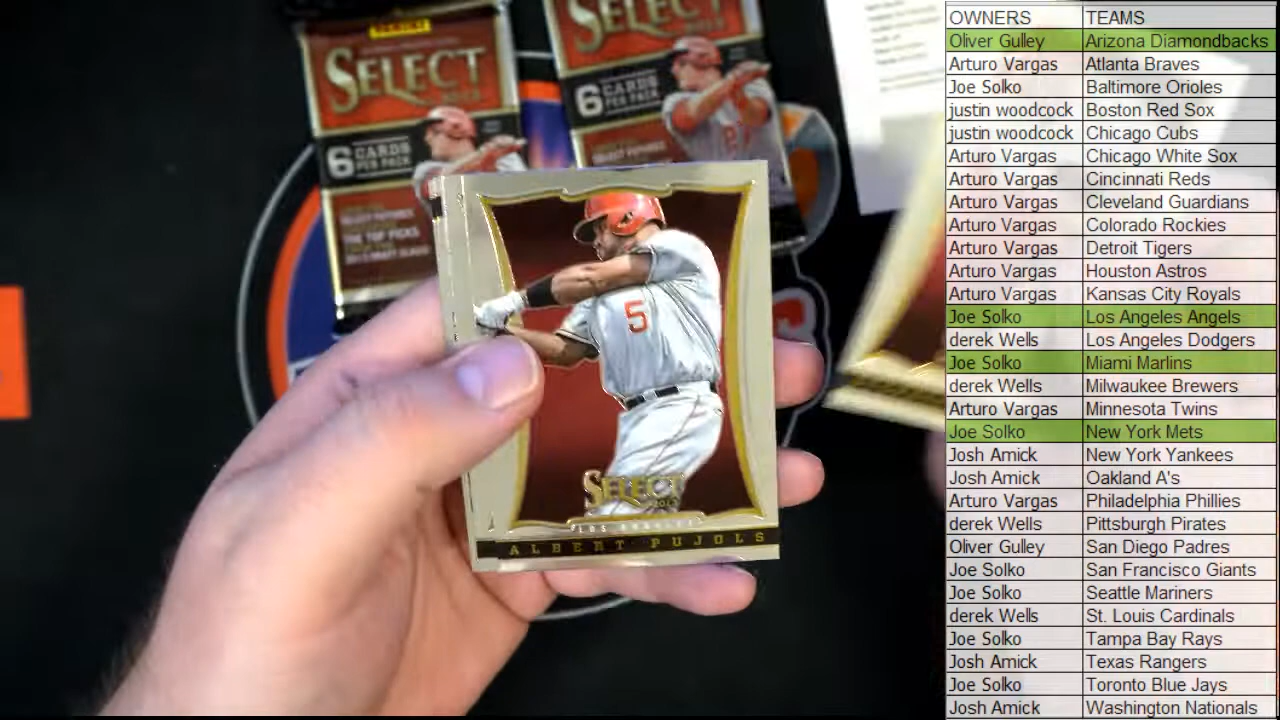 PANINI
SELECT
6 CARDS
PER PACK
SELECT
6 CARDS
PER PACK
THE TOP PICKS
5
SELECT
LOS ANGELES
ALBERT PUJOLS
OWNERS TEAMS
Oliver Gulley Arizona Diamondbacks
Arturo Vargas Atlanta Braves
Joe Solko Baltimore Orioles
justin woodcock Boston Red Sox
justin woodcock Chicago Cubs
Arturo Vargas Chicago White Sox
Arturo Vargas Cincinnati Reds
Arturo Vargas Cleveland Guardians
Arturo Vargas Colorado Rockies
Arturo Vargas Detroit Tigers
Arturo Vargas Houston Astros
Arturo Vargas Kansas City Royals
Joe Solko Los Angeles Angels
derek Wells Los Angeles Dodgers
Joe Solko Miami Marlins
derek Wells Milwaukee Brewers
Arturo Vargas Minnesota Twins
Joe Solko New York Mets
Josh Amick New York Yankees
Josh Amick Oakland A's
Arturo Vargas Philadelphia Phillies
derek Wells Pittsburgh Pirates
Oliver Gulley San Diego Padres
Joe Solko San Francisco Giants
Joe Solko Seattle Mariners
derek Wells St. Louis Cardinals
Joe Solko Tampa Bay Rays
Josh Amick Texas Rangers
Joe Solko Toronto Blue Jays
Josh Amick Washington Nationals